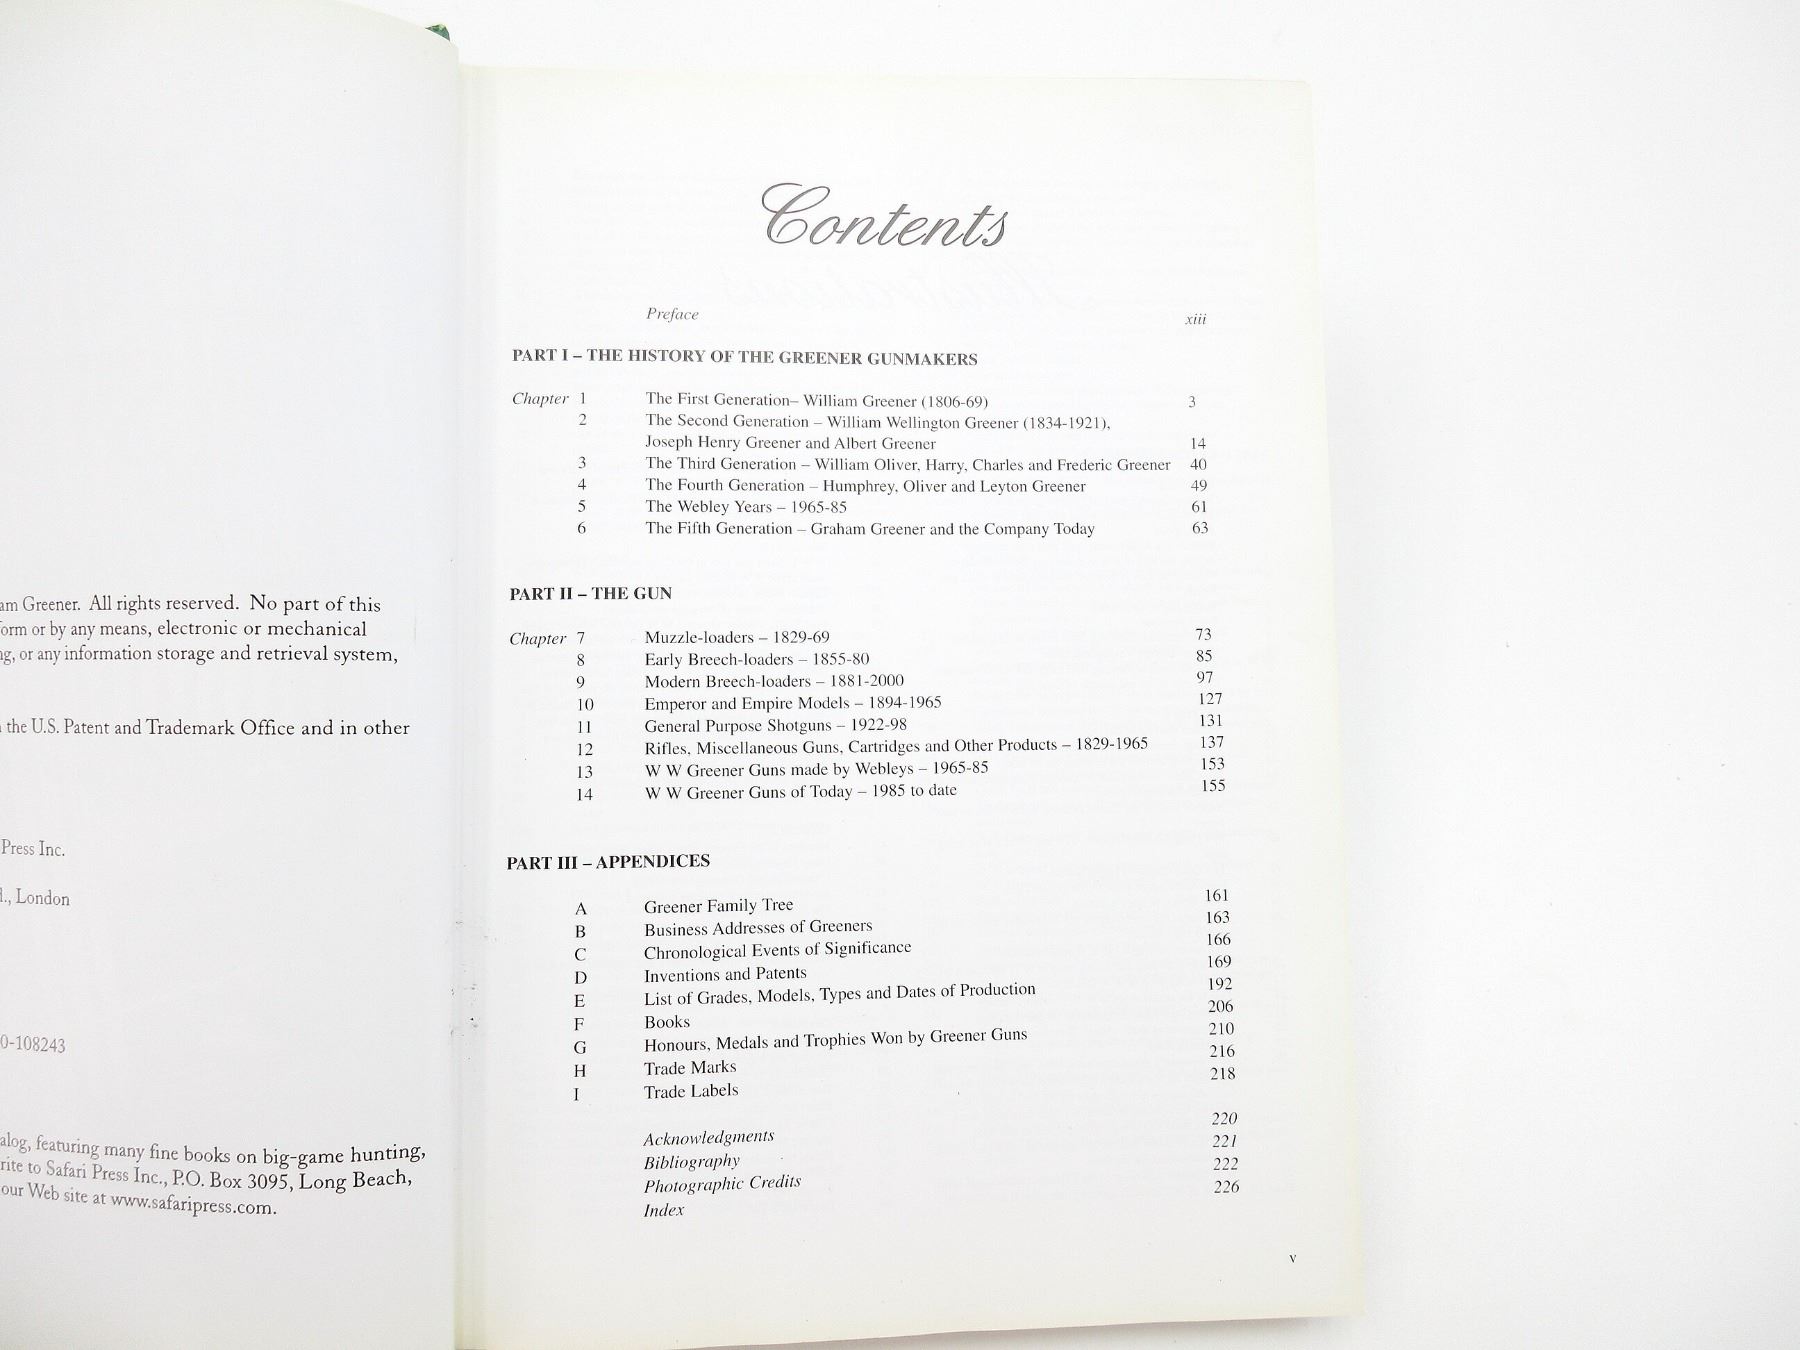 am Greener. All rights reserved. No part of this
form or by any means, electronic or mechanical
or any information storage and retrieval system,
the U.S. Patent and Trademark Office and in other
Press Inc.
London
0-108243
featuring many fine books on big-game hunting,
to Safari Press Inc., P.O. Box 3095, Long Beach,
our Web site at www.safaripress.com.
Contents
Preface xiii
PART I – THE HISTORY OF THE GREENER GUNMAKERS
Chapter 1 The First Generation– William Greener (1806-69) 3
2 The Second Generation – William Wellington Greener (1834-1921),
Joseph Henry Greener and Albert Greener 14
3 The Third Generation – William Oliver, Harry, Charles and Frederic Greener 40
4 The Fourth Generation – Humphrey, Oliver and Leyton Greener 49
5 The Webley Years – 1965-85 61
6 The Fifth Generation – Graham Greener and the Company Today 63
PART II – THE GUN
Chapter 7 Muzzle-loaders – 1829-69 73
8 Early Breech-loaders – 1855-80 85
9 Modern Breech-loaders – 1881-2000 97
10 Emperor and Empire Models – 1894-1965 127
11 General Purpose Shotguns – 1922-98 131
12 Rifles, Miscellaneous Guns, Cartridges and Other Products – 1829-1965 137
13 W W Greener Guns made by Webleys – 1965-85 153
14 W W Greener Guns of Today – 1985 to date 155
PART III – APPENDICES
A Greener Family Tree 161
B Business Addresses of Greeners 163
C Chronological Events of Significance 166
D Inventions and Patents 169
E List of Grades, Models, Types and Dates of Production 192
F Books 206
G Honours, Medals and Trophies Won by Greener Guns 210
H Trade Marks 216
I Trade Labels 218
Acknowledgments 220
Bibliography 221
Photographic Credits 222
Index 226
v